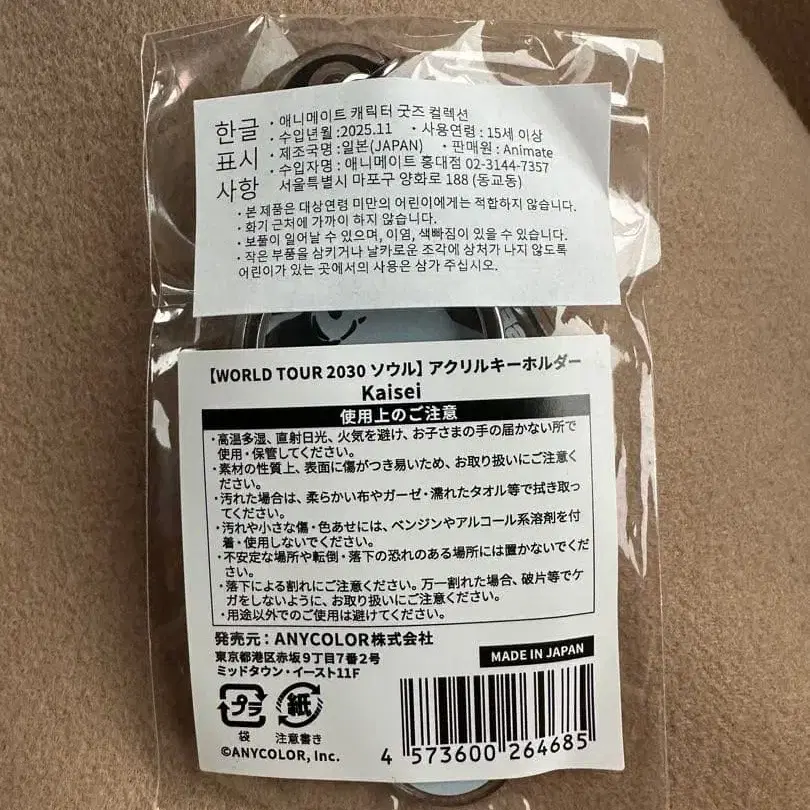 한글
표시
사항
・애니메이트 캐릭터 굿즈 컬렉션
・수입년월 :2025.11 ・사용연령 : 15세 이상
・제조국명 :일본(JAPAN) ・판매원 : Animate
・수입자명 : 애니메이트 홍대점 02-3144-7357
서울특별시 마포구 양화로 188 (동교동)
・본 제품은 대상연령 미만의 어린이에게는 적합하지 않습니다.
・화기 근처에 가까이 하지 않습니다.
・보풀이 일어날 수 있으며, 이염, 색빠짐이 있을 수 있습니다.
・작은 부품을 삼키거나 날카로운 조각에 상처가 나지 않도록
어린이가 있는 곳에서의 사용은 삼가 주십시오.
【WORLD TOUR 2030 ソウル】アクリルキーホルダー
Kaisei
使用上のご注意
・高温多湿、直射日光、火気を避け、お子さまの手の届かない所で
使用・保管してください。
・素材の性質上、表面に傷がつき易いため、お取り扱いにご注意く
ださい。
・汚れた場合は、柔らかい布やガーゼ・濡れたタオル等で拭き取っ
てください。
・汚れや小さな傷・色あせには、ベンジンやアルコール系溶剤を付
着・使用しないでください。
・不安定な場所や転倒・落下の恐れのある場所には置かないでくだ
さい。
・落下による割れにご注意ください。万一割れた場合、破片等でケ
ガをしないように、お取り扱いにご注意ください。
・用途以外でのご使用は避けてください。
発売元：ANYCOLOR株式会社
東京都港区赤坂9丁目7番2号
ミッドタウン・イースト11F
MADE IN JAPAN
プラ
紙
袋 注意書き
©ANYCOLOR, Inc.
4 573600 264685